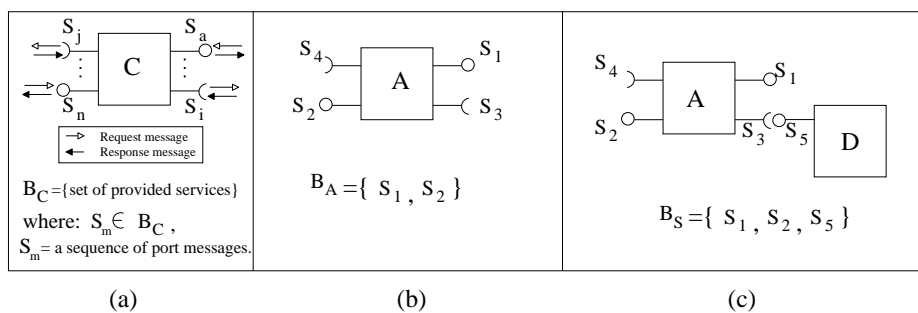 S_j S_a
C
S_n S_i
Request message
Response message
B_C = {set of provided services}
where: S_m ∈ B_C ,
S_m = a sequence of port messages.
(a)
S_4 S_1
A
S_2 S_3
B_A = { S_1 , S_2 }
(b)
S_4 S_1
A
S_2 S_3 S_5 D
B_S = { S_1 , S_2 , S_5 }
(c)